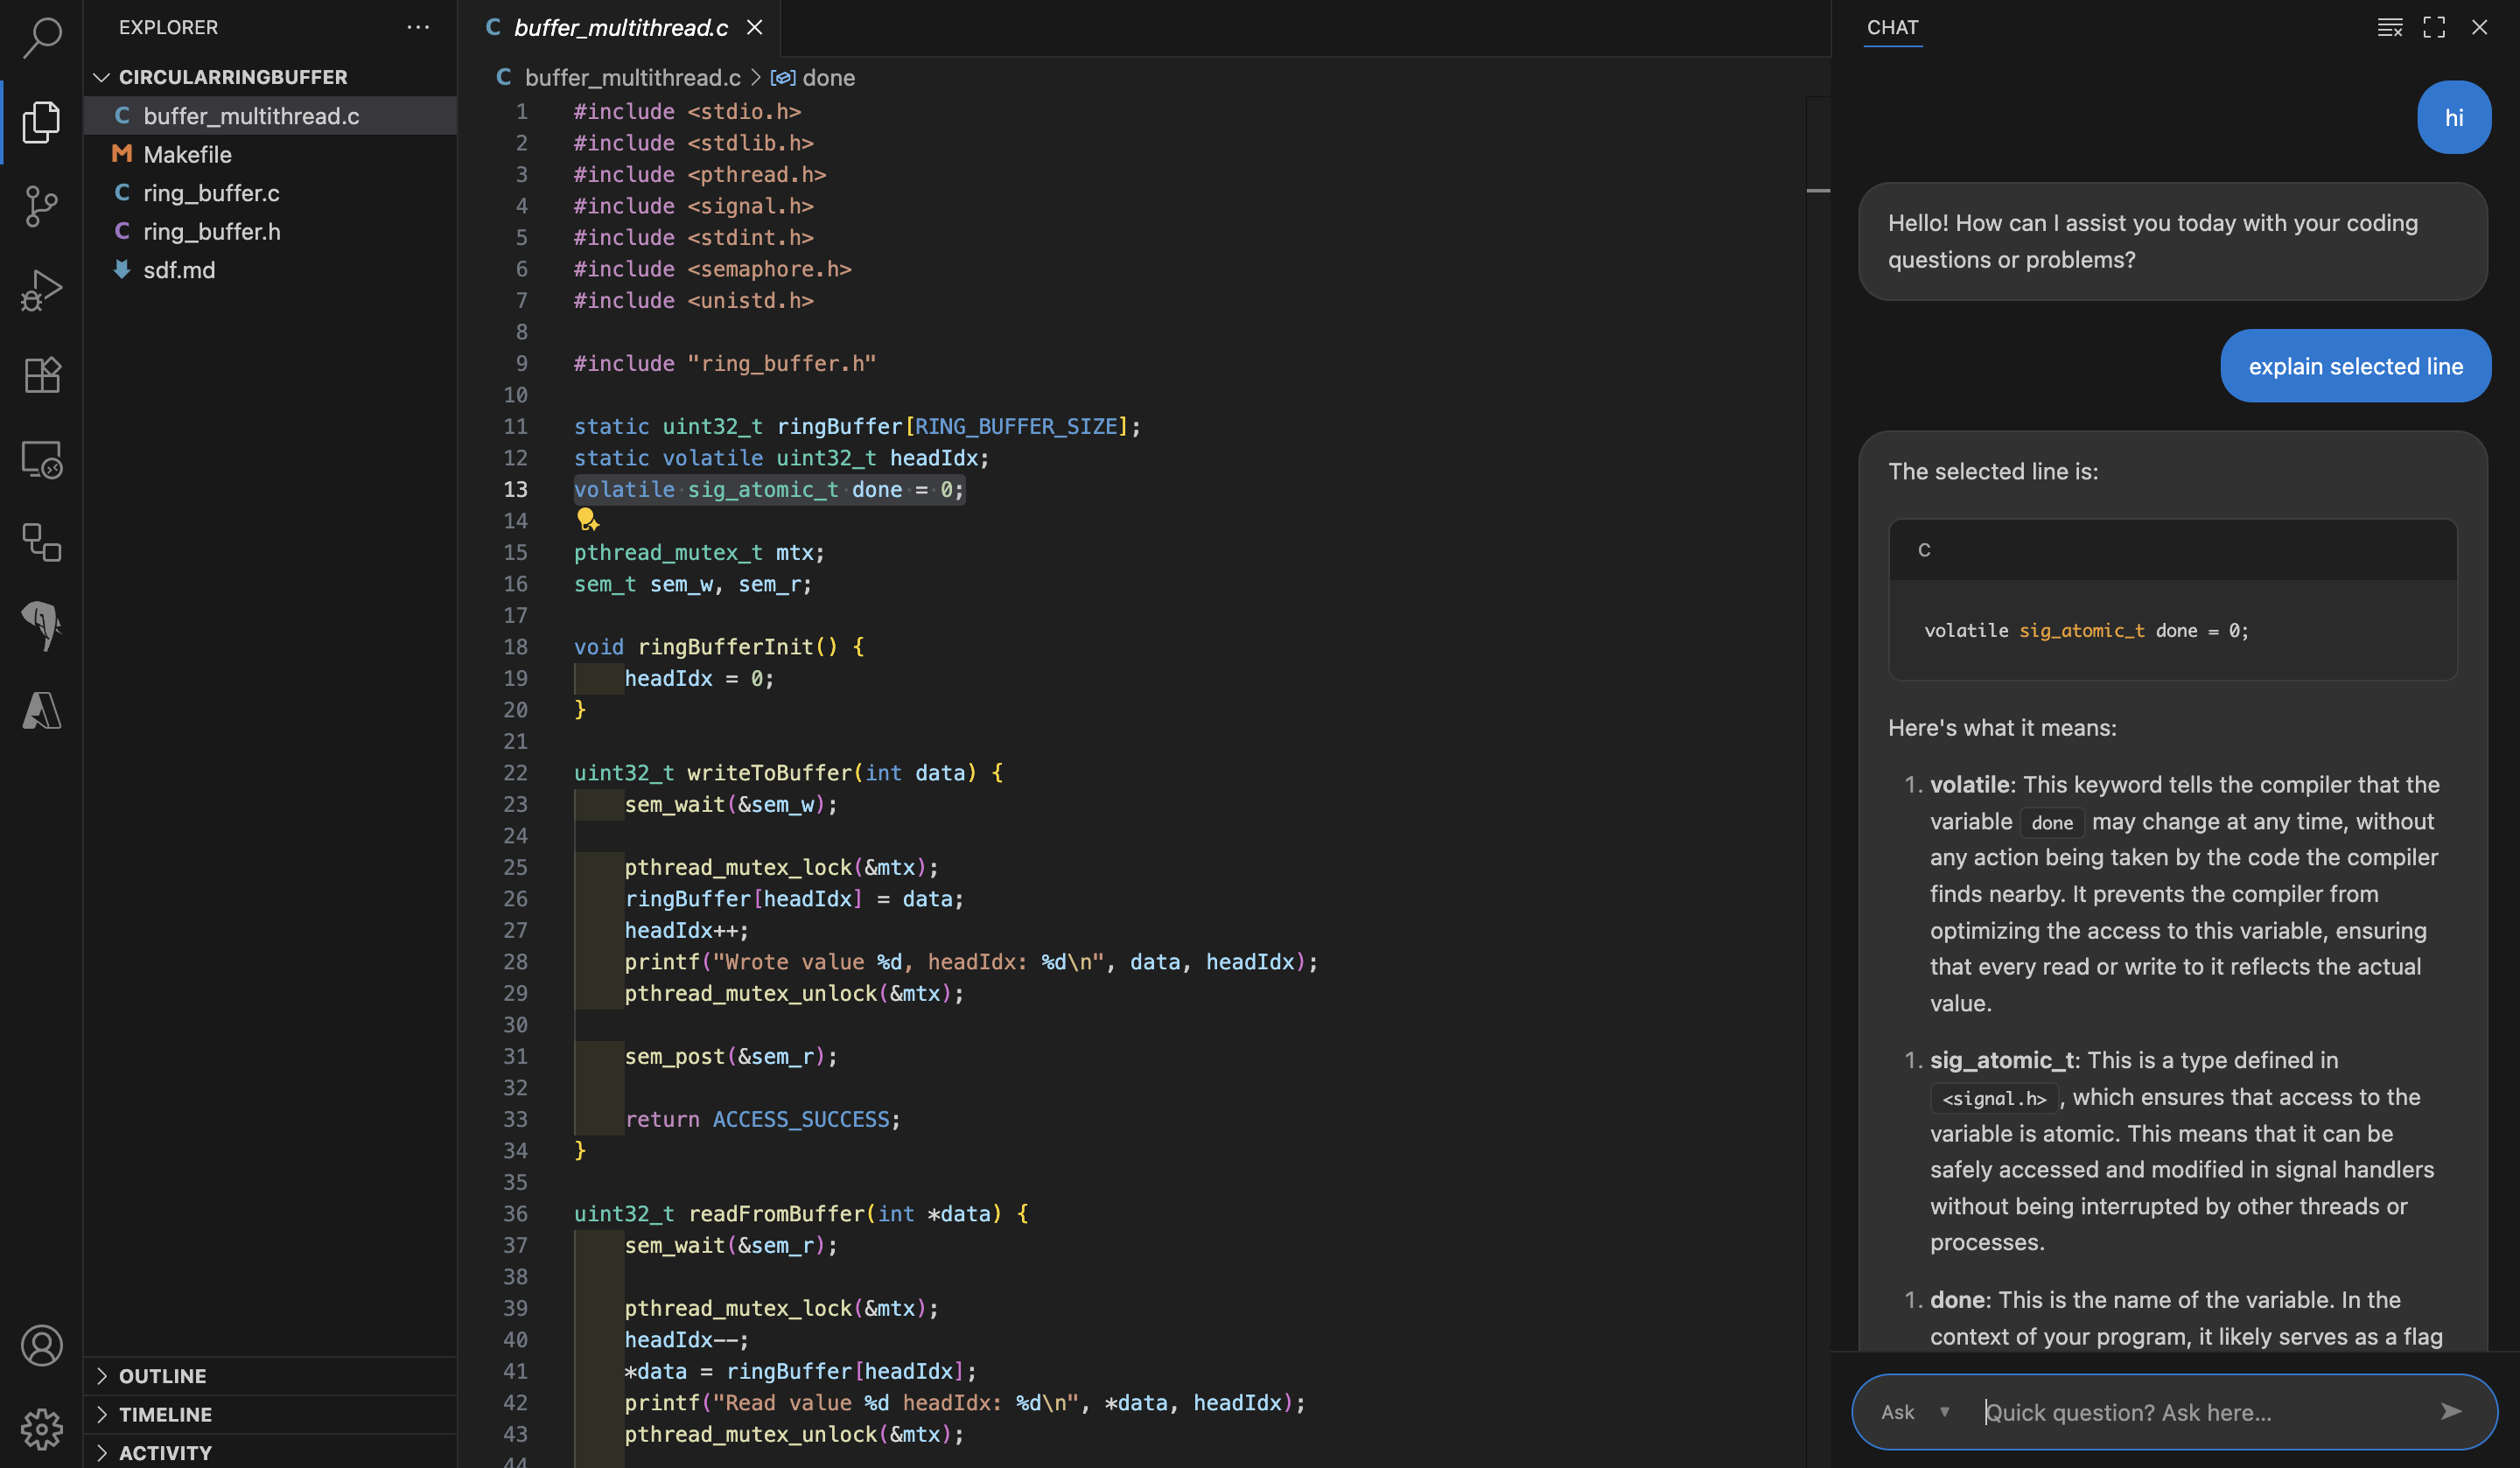 EXPLORER
CIRCULARRINGBUFFER
C buffer_multithread.c
M Makefile
C ring_buffer.c
C ring_buffer.h
sdf.md
OUTLINE
TIMELINE
ACTIVITY
C buffer_multithread.c
C buffer_multithread.c > done
1 #include <stdio.h>
2 #include <stdlib.h>
3 #include <pthread.h>
4 #include <signal.h>
5 #include <stdint.h>
6 #include <semaphore.h>
7 #include <unistd.h>
8
9 #include "ring_buffer.h"
10
11 static uint32_t ringBuffer[RING_BUFFER_SIZE];
12 static volatile uint32_t headIdx;
13 volatile sig_atomic_t done = 0;
14
15 pthread_mutex_t mtx;
16 sem_t sem_w, sem_r;
17
18 void ringBufferInit() {
19 headIdx = 0;
20 }
21
22 uint32_t writeToBuffer(int data) {
23 sem_wait(&sem_w);
24
25 pthread_mutex_lock(&mtx);
26 ringBuffer[headIdx] = data;
27 headIdx++;
28 printf("Wrote value %d, headIdx: %d\n", data, headIdx);
29 pthread_mutex_unlock(&mtx);
30
31 sem_post(&sem_r);
32
33 return ACCESS_SUCCESS;
34 }
35
36 uint32_t readFromBuffer(int *data) {
37 sem_wait(&sem_r);
38
39 pthread_mutex_lock(&mtx);
40 headIdx--;
41 *data = ringBuffer[headIdx];
42 printf("Read value %d headIdx: %d\n", *data, headIdx);
43 pthread_mutex_unlock(&mtx);
44
CHAT
hi
Hello! How can I assist you today with your coding
questions or problems?
explain selected line
The selected line is:
C
volatile sig_atomic_t done = 0;
Here's what it means:
1. volatile: This keyword tells the compiler that the
variable done may change at any time, without
any action being taken by the code the compiler
finds nearby. It prevents the compiler from
optimizing the access to this variable, ensuring
that every read or write to it reflects the actual
value.
1. sig_atomic_t: This is a type defined in
<signal.h>, which ensures that access to the
variable is atomic. This means that it can be
safely accessed and modified in signal handlers
without being interrupted by other threads or
processes.
1. done: This is the name of the variable. In the
context of your program, it likely serves as a flag
Ask
Quick question? Ask here...